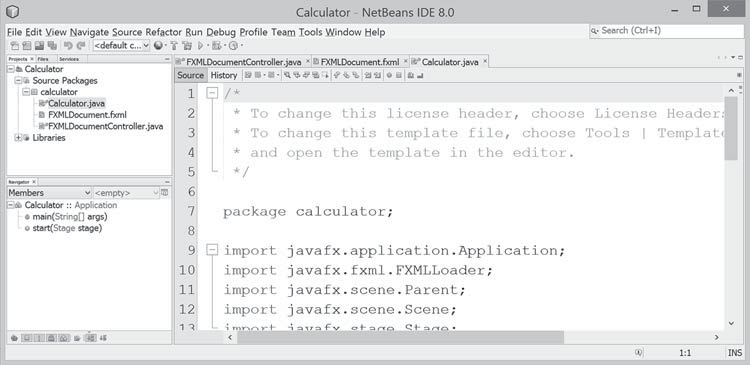 Calculator - NetBeans IDE 8.0
File Edit View Navigate Source Refactor Run Debug Profile Team Tools Window Help
Search (Ctrl+I)
<default c...
Projects Files Services
Calculator
Source Packages
calculator
Calculator.java
FXMLDocument.fxml
FXMLDocumentController.java
Libraries
Navigator
Members <empty>
Calculator :: Application
main(String[] args)
start(Stage stage)
FXMLDocumentController.java FXMLDocument.fxml Calculator.java
Source History
1 /*
2 * To change this license header, choose License Headers
3 * To change this template file, choose Tools | Template
4 * and open the template in the editor.
5 */
6
7 package calculator;
8
9 import javafx.application.Application;
10 import javafx.fxml.FXMLLoader;
11 import javafx.scene.Parent;
12 import javafx.scene.Scene;
13 import javafx.stage.Stage;
1:1 INS